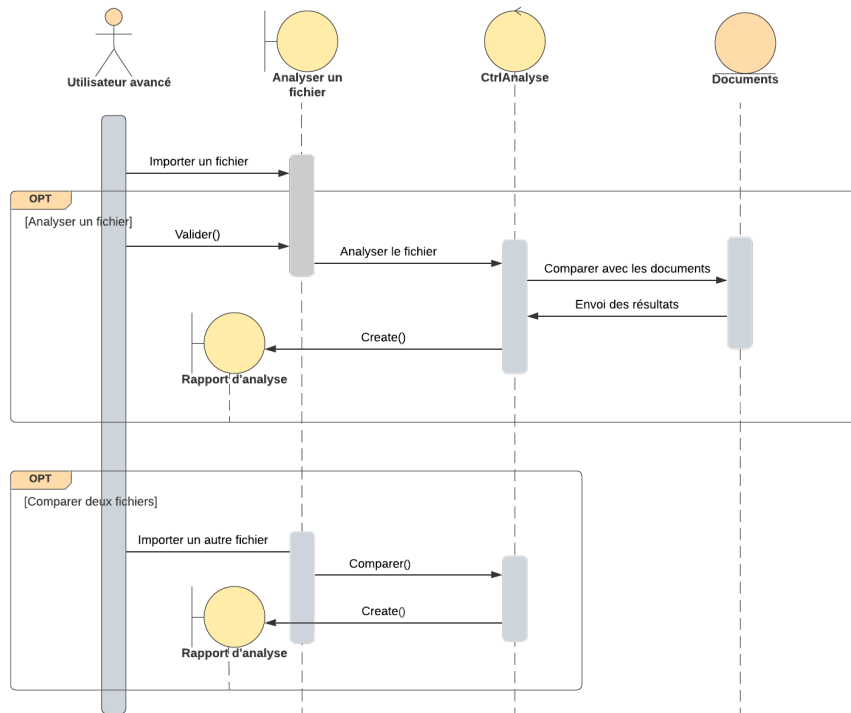 Utilisateur avancé
Analyser un
fichier
CtrlAnalyse
Documents
Importer un fichier
OPT
[Analyser un fichier]
Valider()
Analyser le fichier
Comparer avec les documents
Envoi des résultats
Create()
Rapport d'analyse
OPT
[Comparer deux fichiers]
Importer un autre fichier
Comparer()
Create()
Rapport d'analyse